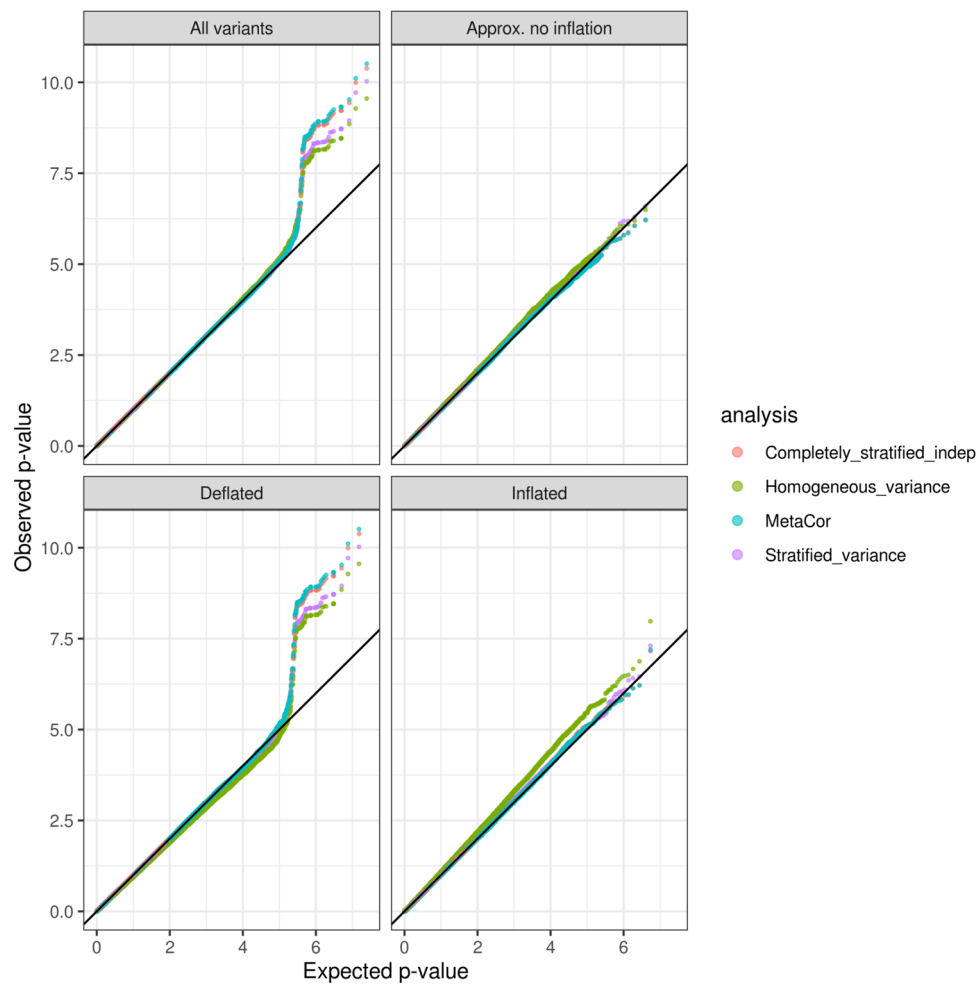 All variants
Approx. no inflation
10.0
7.5
5.0
2.5
0.0
Deflated
Inflated
10.0
7.5
5.0
2.5
0.0
0 2 4 6
0 2 4 6
Expected p-value
Observed p-value
analysis
Completely_stratified_indep
Homogeneous_variance
MetaCor
Stratified_variance